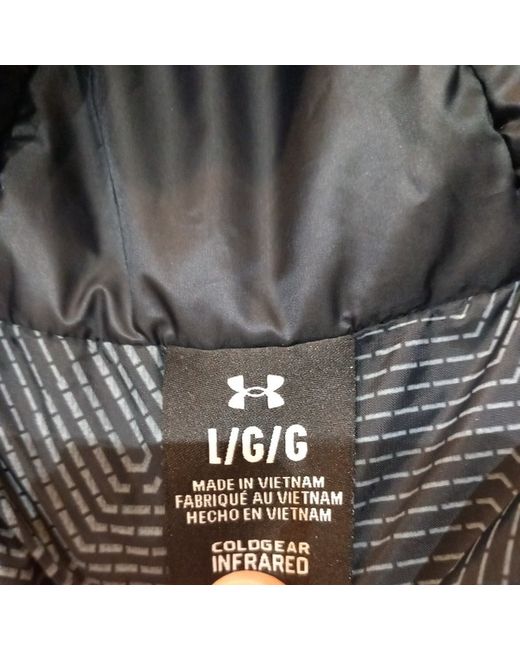 L/G/G
MADE IN VIETNAM
FABRIQUÉ AU VIETNAM
HECHO EN VIETNAM
COLDGEAR
INFRARED